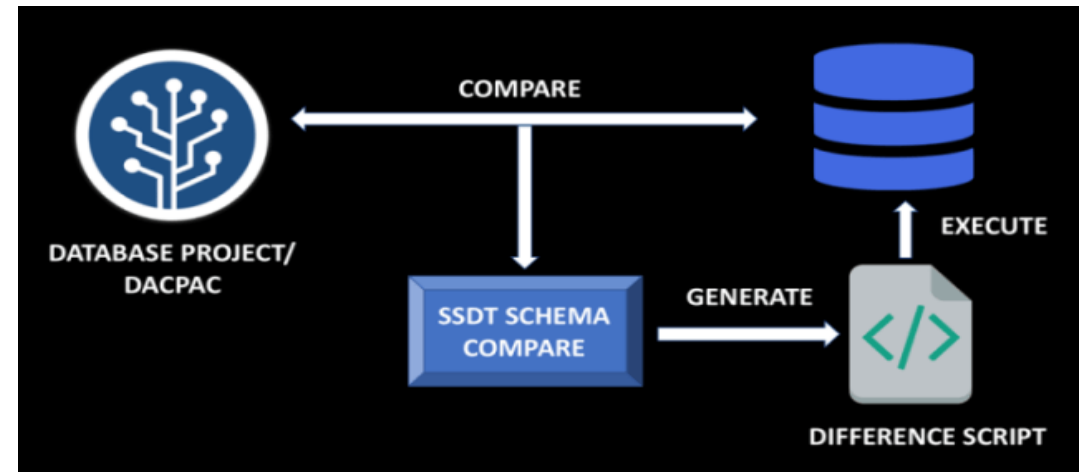 COMPARE
DATABASE PROJECT/
DACPAC
EXECUTE
SSDT SCHEMA
COMPARE
GENERATE
</>
DIFFERENCE SCRIPT